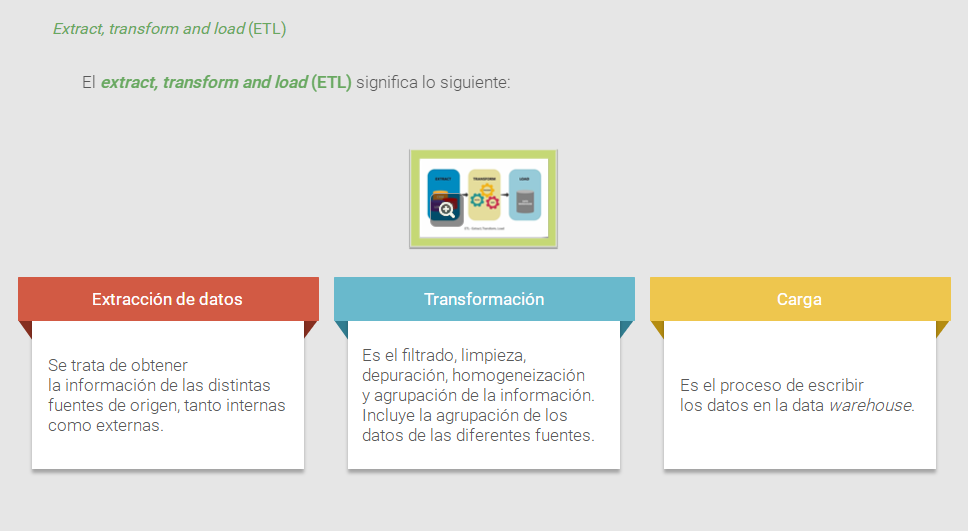 Extract, transform and load (ETL)
El extract, transform and load (ETL) significa lo siguiente:
EXTRACT
TRANSFORM
LOAD
Extracción de datos
Transformación
Carga
Se trata de obtener
la información de las distintas
fuentes de origen, tanto internas
como externas.
Es el filtrado, limpieza,
depuración, homogeneización
y agrupación de la información.
Incluye la agrupación de los
datos de las diferentes fuentes.
Es el proceso de escribir
los datos en la data warehouse.